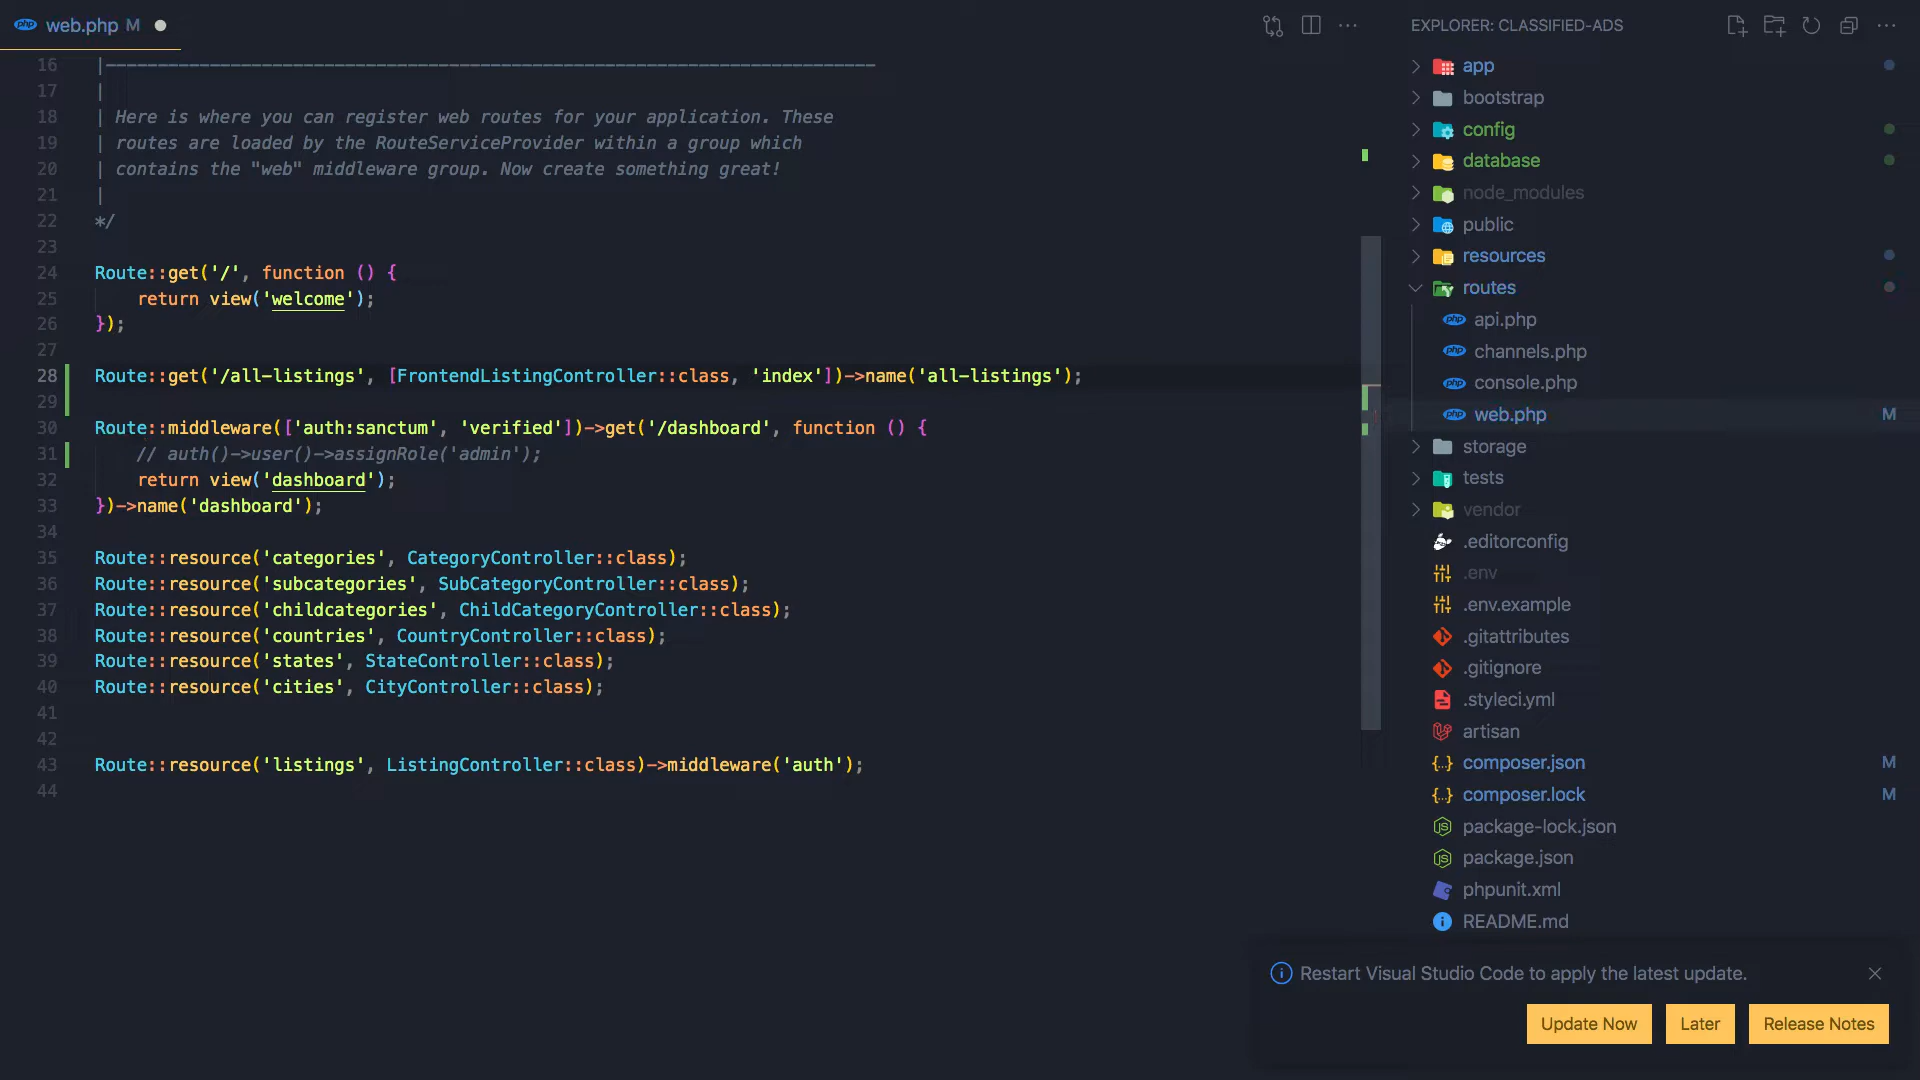 web.php M
EXPLORER: CLASSIFIED-ADS
16 |--------------------------------------------------------------------------
17 |
18 | Here is where you can register web routes for your application. These
19 | routes are loaded by the RouteServiceProvider within a group which
20 | contains the "web" middleware group. Now create something great!
21 |
22 */
23
24 Route::get('/', function () {
25     return view('welcome');
26 });
27
28 Route::get('/all-listings', [FrontendListingController::class, 'index'])->name('all-listings');
29
30 Route::middleware(['auth:sanctum', 'verified'])->get('/dashboard', function () {
31     // auth()->user()->assignRole('admin');
32     return view('dashboard');
33 })->name('dashboard');
34
35 Route::resource('categories', CategoryController::class);
36 Route::resource('subcategories', SubCategoryController::class);
37 Route::resource('childcategories', ChildCategoryController::class);
38 Route::resource('countries', CountryController::class);
39 Route::resource('states', StateController::class);
40 Route::resource('cities', CityController::class);
41
42
43 Route::resource('listings', ListingController::class)->middleware('auth');
44
app
bootstrap
config
database
node_modules
public
resources
routes
php api.php
php channels.php
php console.php
php web.php M
storage
tests
vendor
.editorconfig
.env
.env.example
.gitattributes
.gitignore
.styleci.yml
artisan
composer.json M
composer.lock M
package-lock.json
package.json
phpunit.xml
README.md
Restart Visual Studio Code to apply the latest update.
Update Now Later Release Notes